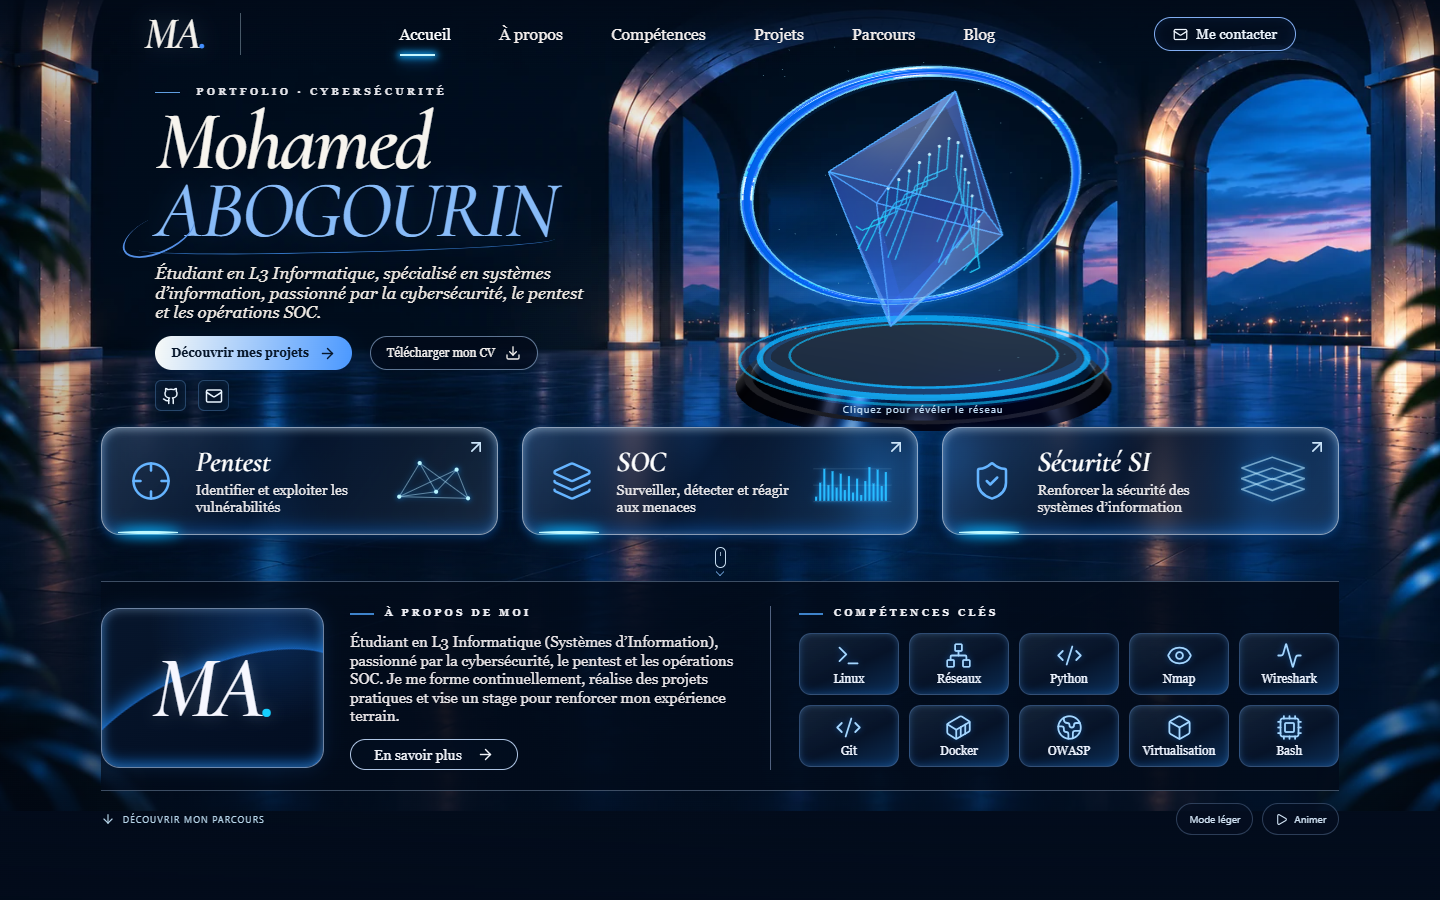 MA.
Accueil
À propos
Compétences
Projets
Parcours
Blog
Me contacter
PORTFOLIO - CYBERSÉCURITÉ
Mohamed
ABOGOURIN
Étudiant en L3 Informatique, spécialisé en systèmes
d’information, passionné par la cybersécurité, le pentest
et les opérations SOC.
Découvrir mes projets
Télécharger mon CV
Cliquez pour révéler le réseau
Pentest
Identifier et exploiter les
vulnérabilités
SOC
Surveiller, détecter et réagir
aux menaces
Sécurité SI
Renforcer la sécurité des
systèmes d’information
MA.
À PROPOS DE MOI
Étudiant en L3 Informatique (Systèmes d’Information),
passionné par la cybersécurité, le pentest et les opérations
SOC. Je me forme continuellement, réalise des projets
pratiques et vise un stage pour renforcer mon expérience
terrain.
En savoir plus
COMPÉTENCES CLÉS
Linux
Réseaux
Python
Nmap
Wireshark
Git
Docker
OWASP
Virtualisation
Bash
DÉCOUVRIR MON PARCOURS
Mode léger
Animer